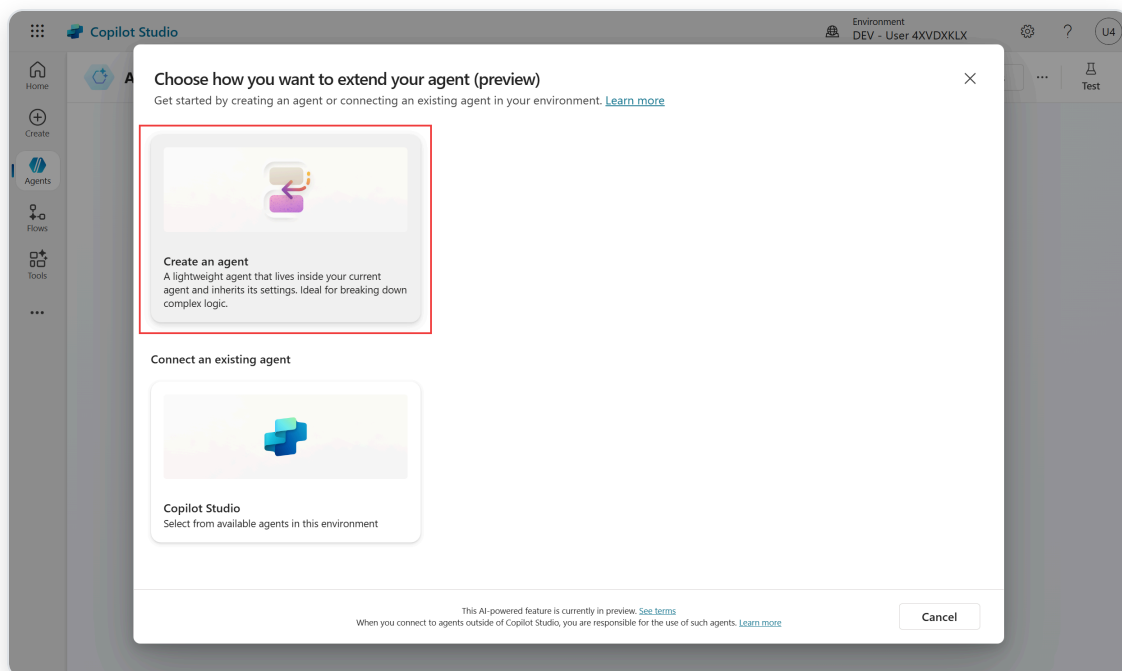 Copilot Studio
Environment
DEV - User 4XVDXKLX
U4
Home
Create
Agents
Flows
Tools
A
Test
Choose how you want to extend your agent (preview)
Get started by creating an agent or connecting an existing agent in your environment. Learn more
Create an agent
A lightweight agent that lives inside your current
agent and inherits its settings. Ideal for breaking down
complex logic.
Connect an existing agent
Copilot Studio
Select from available agents in this environment
This AI-powered feature is currently in preview. See terms
When you connect to agents outside of Copilot Studio, you are responsible for the use of such agents. Learn more
Cancel